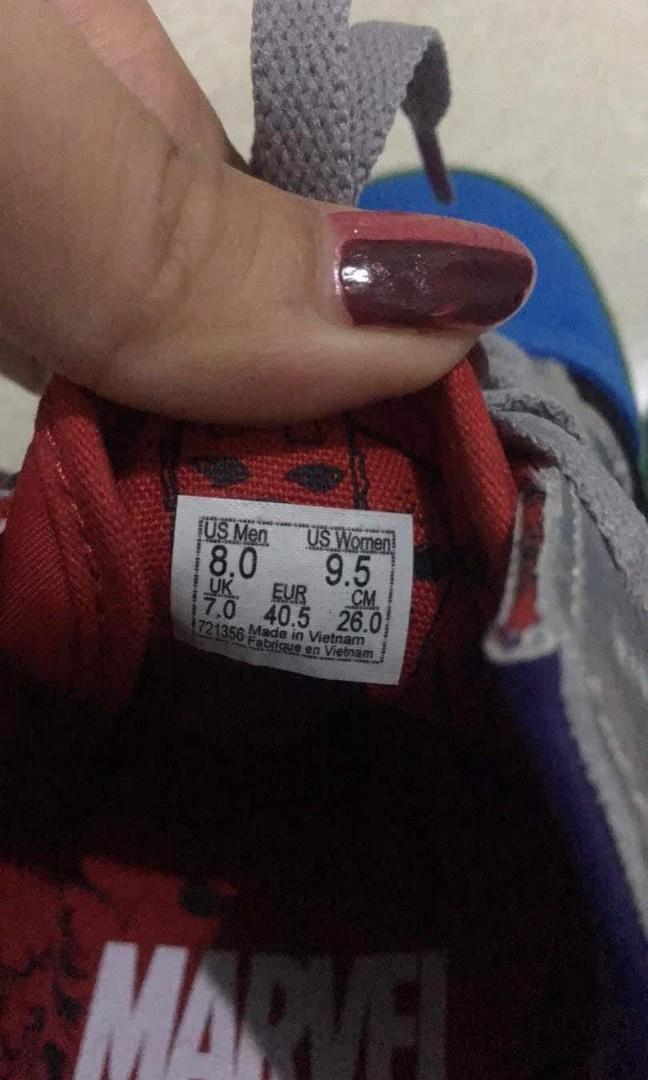 US Men US Women
8.0 9.5
UK EUR CM
7.0 40.5 26.0
721356 Made in Vietnam
Fabrique en Vietnam
MARVEL